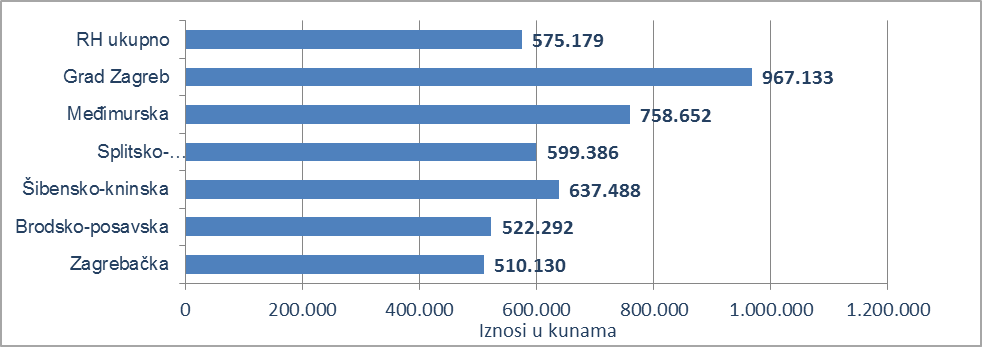 RH ukupno 575.179
Grad Zagreb 967.133
Međimurska 758.652
Splitsko-... 599.386
Šibensko-kninska 637.488
Brodsko-posavska 522.292
Zagrebačka 510.130
0 200.000 400.000 600.000 800.000 1.000.000 1.200.000
Iznosi u kunama